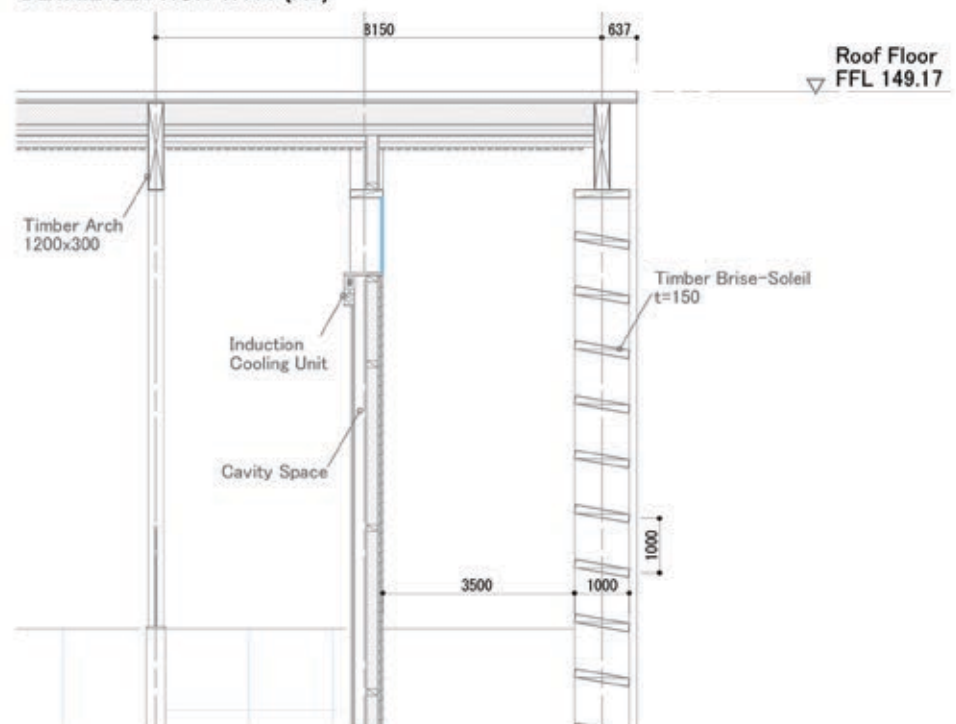 8150
637
Roof Floor
FFL 149.17
Timber Arch
1200x300
Timber Brise-Soleil
t=150
Induction
Cooling Unit
Cavity Space
1000
3500
1000